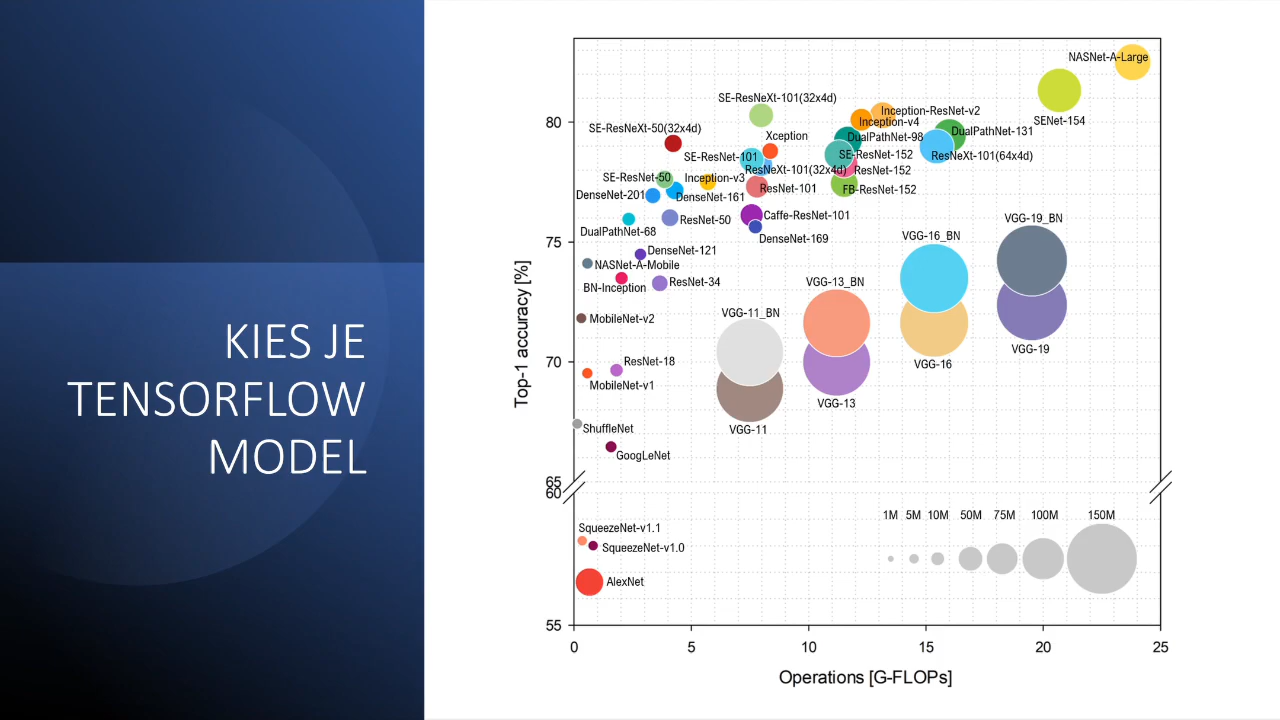 KIES JE
TENSORFLOW
MODEL
Top-1 accuracy [%]
80
75
70
65
60
55
NASNet-A-Large
SE-ResNeXt-101(32x4d)
Inception-ResNet-v2
SENet-154
Inception-v4
SE-ResNeXt-50(32x4d)
Xception
DualPathNet-98
DualPathNet-131
SE-ResNet-101
SE-ResNet-152
ResNeXt-101(64x4d)
ResNeXt-101(32x4d)
ResNet-152
SE-ResNet-50
Inception-v3
ResNet-101
FB-ResNet-152
DenseNet-201
DenseNet-161
DualPathNet-68
ResNet-50
Caffe-ResNet-101
DenseNet-169
VGG-19_BN
VGG-16_BN
DenseNet-121
NASNet-A-Mobile
BN-Inception
ResNet-34
VGG-13_BN
MobileNet-v2
VGG-11_BN
VGG-19
ResNet-18
VGG-16
MobileNet-v1
VGG-13
ShuffleNet
VGG-11
GoogLeNet
1M 5M 10M 50M 75M 100M 150M
SqueezeNet-v1.1
SqueezeNet-v1.0
AlexNet
0 5 10 15 20 25
Operations [G-FLOPs]